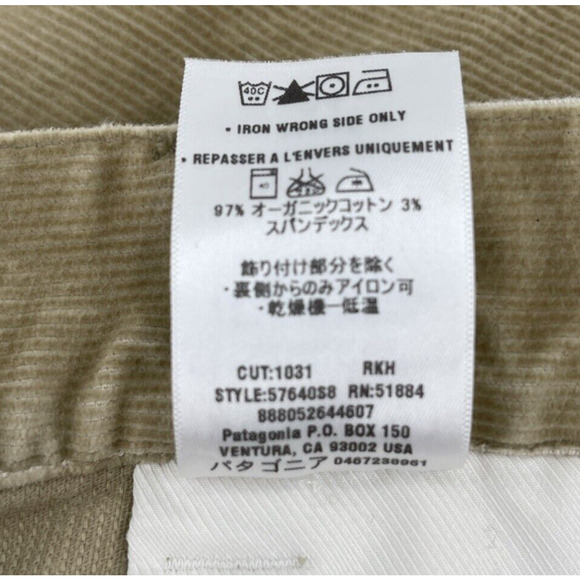 40C
• IRON WRONG SIDE ONLY
• REPASSER A L'ENVERS UNIQUEMENT
40
97% オーガニックコットン 3%
スパンデックス
飾り付け部分を除く
・裏側からのみアイロン可
・乾燥機ー低温
CUT:1031 RKH
STYLE:57640S8 RN:51884
888052644607
Patagonia P.O. BOX 150
VENTURA, CA 93002 USA
パタゴニア 0467238961